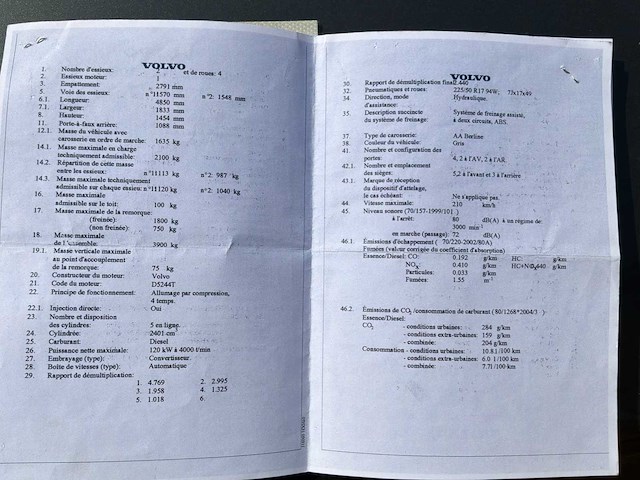 VOLVO
1. Nombre d'essieux: 2 et de roues: 4
2. Essieux moteur: 1
3. Empattement: 2791 mm
5. Voies des essieux: n°1 1570 mm n°2: 1548 mm
6.1. Longueur: 4850 mm
7.1. Largeur: 1833 mm
8. Hauteur: 1454 mm
11. Porte-à-faux arrière: 1088 mm
12.1. Masse du véhicule avec
carosserie en ordre de marche: 1635 kg
14.1. Masse maximale en charge
techniquement admissible: 2100 kg
14.2. Répartition de cette masse
entre les essieux: n°1 1113 kg n°2: 987 kg
14.3. Masse maximale techniquement
admissible sur chaque essieu: n°1 1120 kg n°2: 1040 kg
16. Masse maximale
admissible sur le toit: 100 kg
17. Masse maximale de la remorque:
(freinée): 1800 kg
(non freinée): 750 kg
18. Masse maximale
de l'ensemble: 3900 kg
19.1. Masse verticale maximale
au point d'accouplement
de la remorque: 75 kg
20. Constructeur du moteur: Volvo
21. Code du moteur: D5244T
22. Principe de fonctionnement: Allumage par compression,
4 temps.
22.1. Injection directe: Oui
23. Nombre et disposition
des cylindres: 5 en ligne.
24. Cylindrée: 2401 cm³
25. Carburant: Diesel
26. Puissance nette maximale: 120 kW à 4000 t/min
27. Embrayage (type): Convertisseur.
28. Boîte de vitesses (type): Automatique
29. Rapport de démultiplication:
1. 4.769 2. 2.995
3. 1.958 4. 1.325
5. 1.018 6.
VOLVO
30. Rapport de démultiplication final: 2.440
32. Pneumatiques et roues: 225/50 R17 94W; 7Jx17x49
34. Direction, mode Hydraulique.
d'assistance:
35. Description succincte Système de freinage assisté,
du système de freinage: à deux circuits, ABS.
37. Type de carosserie: AA Berline
38. Couleur du véhicule: Gris
41. Nombre et configuration des
portes: 4, 2 à l'AV, 2 à l'AR
42.1. Nombre et emplacement
des sièges: 5,2 à l'avant et 3 à l'arrière
43.1. Marque de réception
du dispositif d'attelage,
le cas échéant: Ne s'applique pas.
44. Vitesse maximale: 210 km/h
45. Niveau sonore (70/157-1999/101 )
à l'arrêt: 80 dB(A) à un régime de:
3000 min⁻¹
en marche (passage): 72 dB(A)
46.1. Émissions d'échappement ( 70/220-2002/80A)
Fumées (valeur corrigée du coefficient d'absorption)
Essence/Diesel: CO: 0.192 g/km HC: g/km
NOₓ: 0.410 g/km HC+NOₓ 0.440 g/km
Particules: 0.033 g/km
Fumées: 1.55 m⁻¹
46.2. Émissions de CO₂ /consommation de carburant (80/1268*2004/3 )
Essence/Diesel:
CO₂ - conditions urbaines: 284 g/km
- conditions extra-urbaines: 159 g/km
- combinée: 204 g/km
Consommation - conditions urbaines: 10.8 l/100 km
- conditions extra-urbaines: 6.0 l/100 km
- combinée: 7.7 l/100 km